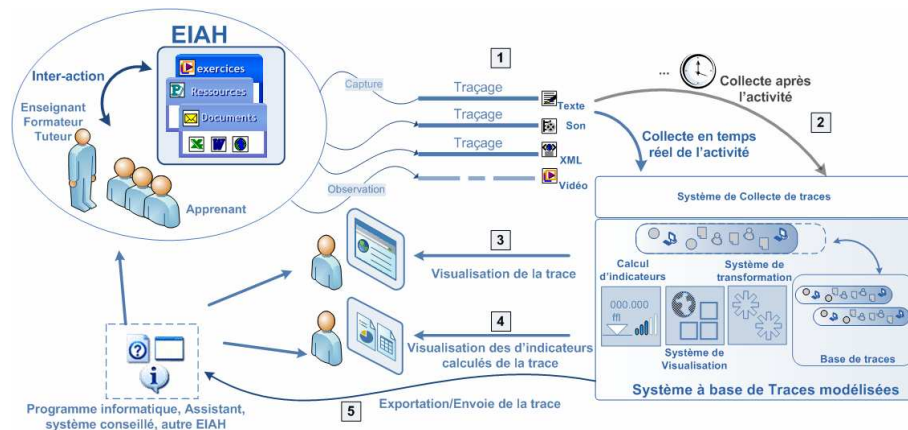 EIAH
exercices
Ressources
Documents
Inter-action
Enseignant
Formateur
Tuteur
Apprenant
Capture
Observation
1
Traçage
Texte
Traçage
Son
Traçage
XML
Vidéo
...
Collecte après
l'activité
2
Collecte en temps
réel de l'activité
Système de Collecte de traces
Calcul
d'indicateurs
Système de
transformation
000.000
Système de
Visualisation
Base de traces
Système à base de Traces modélisées
3
Visualisation de la trace
4
Visualisation des d'indicateurs
calculés de la trace
5
Exportation/Envoie de la trace
Programme informatique, Assistant,
système conseillé, autre EIAH